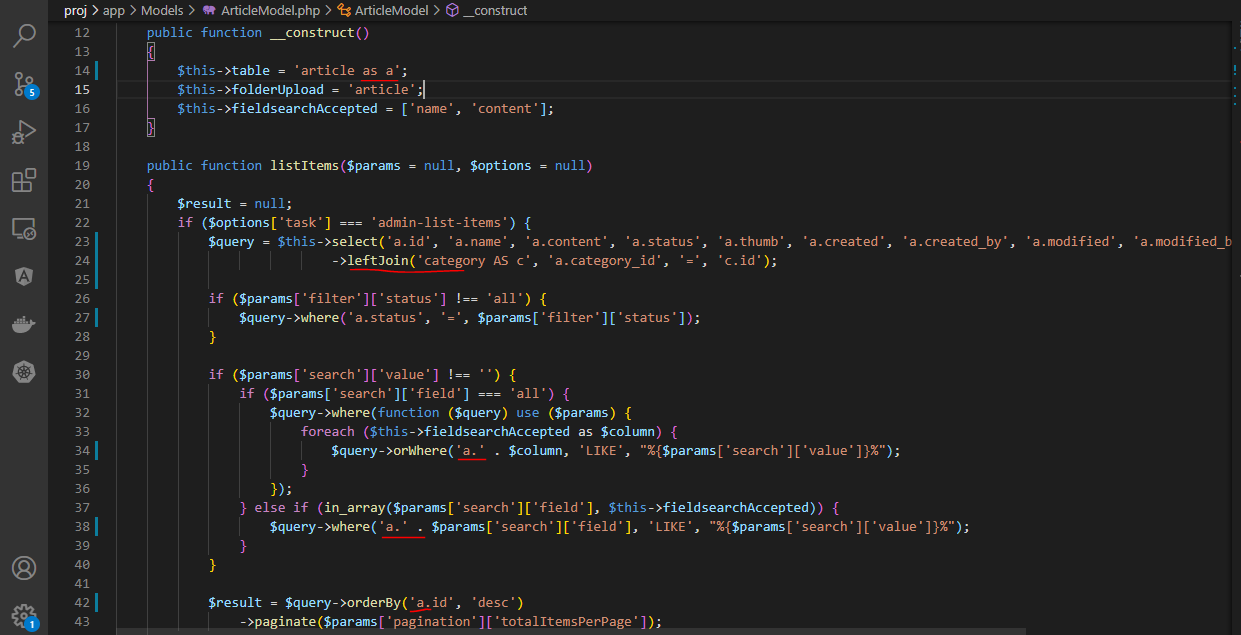 proj > app > Models > ArticleModel.php > ArticleModel > __construct
12 public function __construct()
13 {
14 $this->table = 'article as a';
15 $this->folderUpload = 'article';
16 $this->fieldsearchAccepted = ['name', 'content'];
17 }
18
19 public function listItems($params = null, $options = null)
20 {
21 $result = null;
22 if ($options['task'] === 'admin-list-items') {
23 $query = $this->select('a.id', 'a.name', 'a.content', 'a.status', 'a.thumb', 'a.created', 'a.created_by', 'a.modified', 'a.modified_b
24 ->leftJoin('category AS c', 'a.category_id', '=', 'c.id');
25
26 if ($params['filter']['status'] !== 'all') {
27 $query->where('a.status', '=', $params['filter']['status']);
28 }
29
30 if ($params['search']['value'] !== '') {
31 if ($params['search']['field'] === 'all') {
32 $query->where(function ($query) use ($params) {
33 foreach ($this->fieldsearchAccepted as $column) {
34 $query->orWhere('a.' . $column, 'LIKE', "%{$params['search']['value']}%");
35 }
36 });
37 } else if (in_array($params['search']['field'], $this->fieldsearchAccepted)) {
38 $query->where('a.' . $params['search']['field'], 'LIKE', "%{$params['search']['value']}%");
39 }
40 }
41
42 $result = $query->orderBy('a.id', 'desc')
43 ->paginate($params['pagination']['totalItemsPerPage']);
5
1